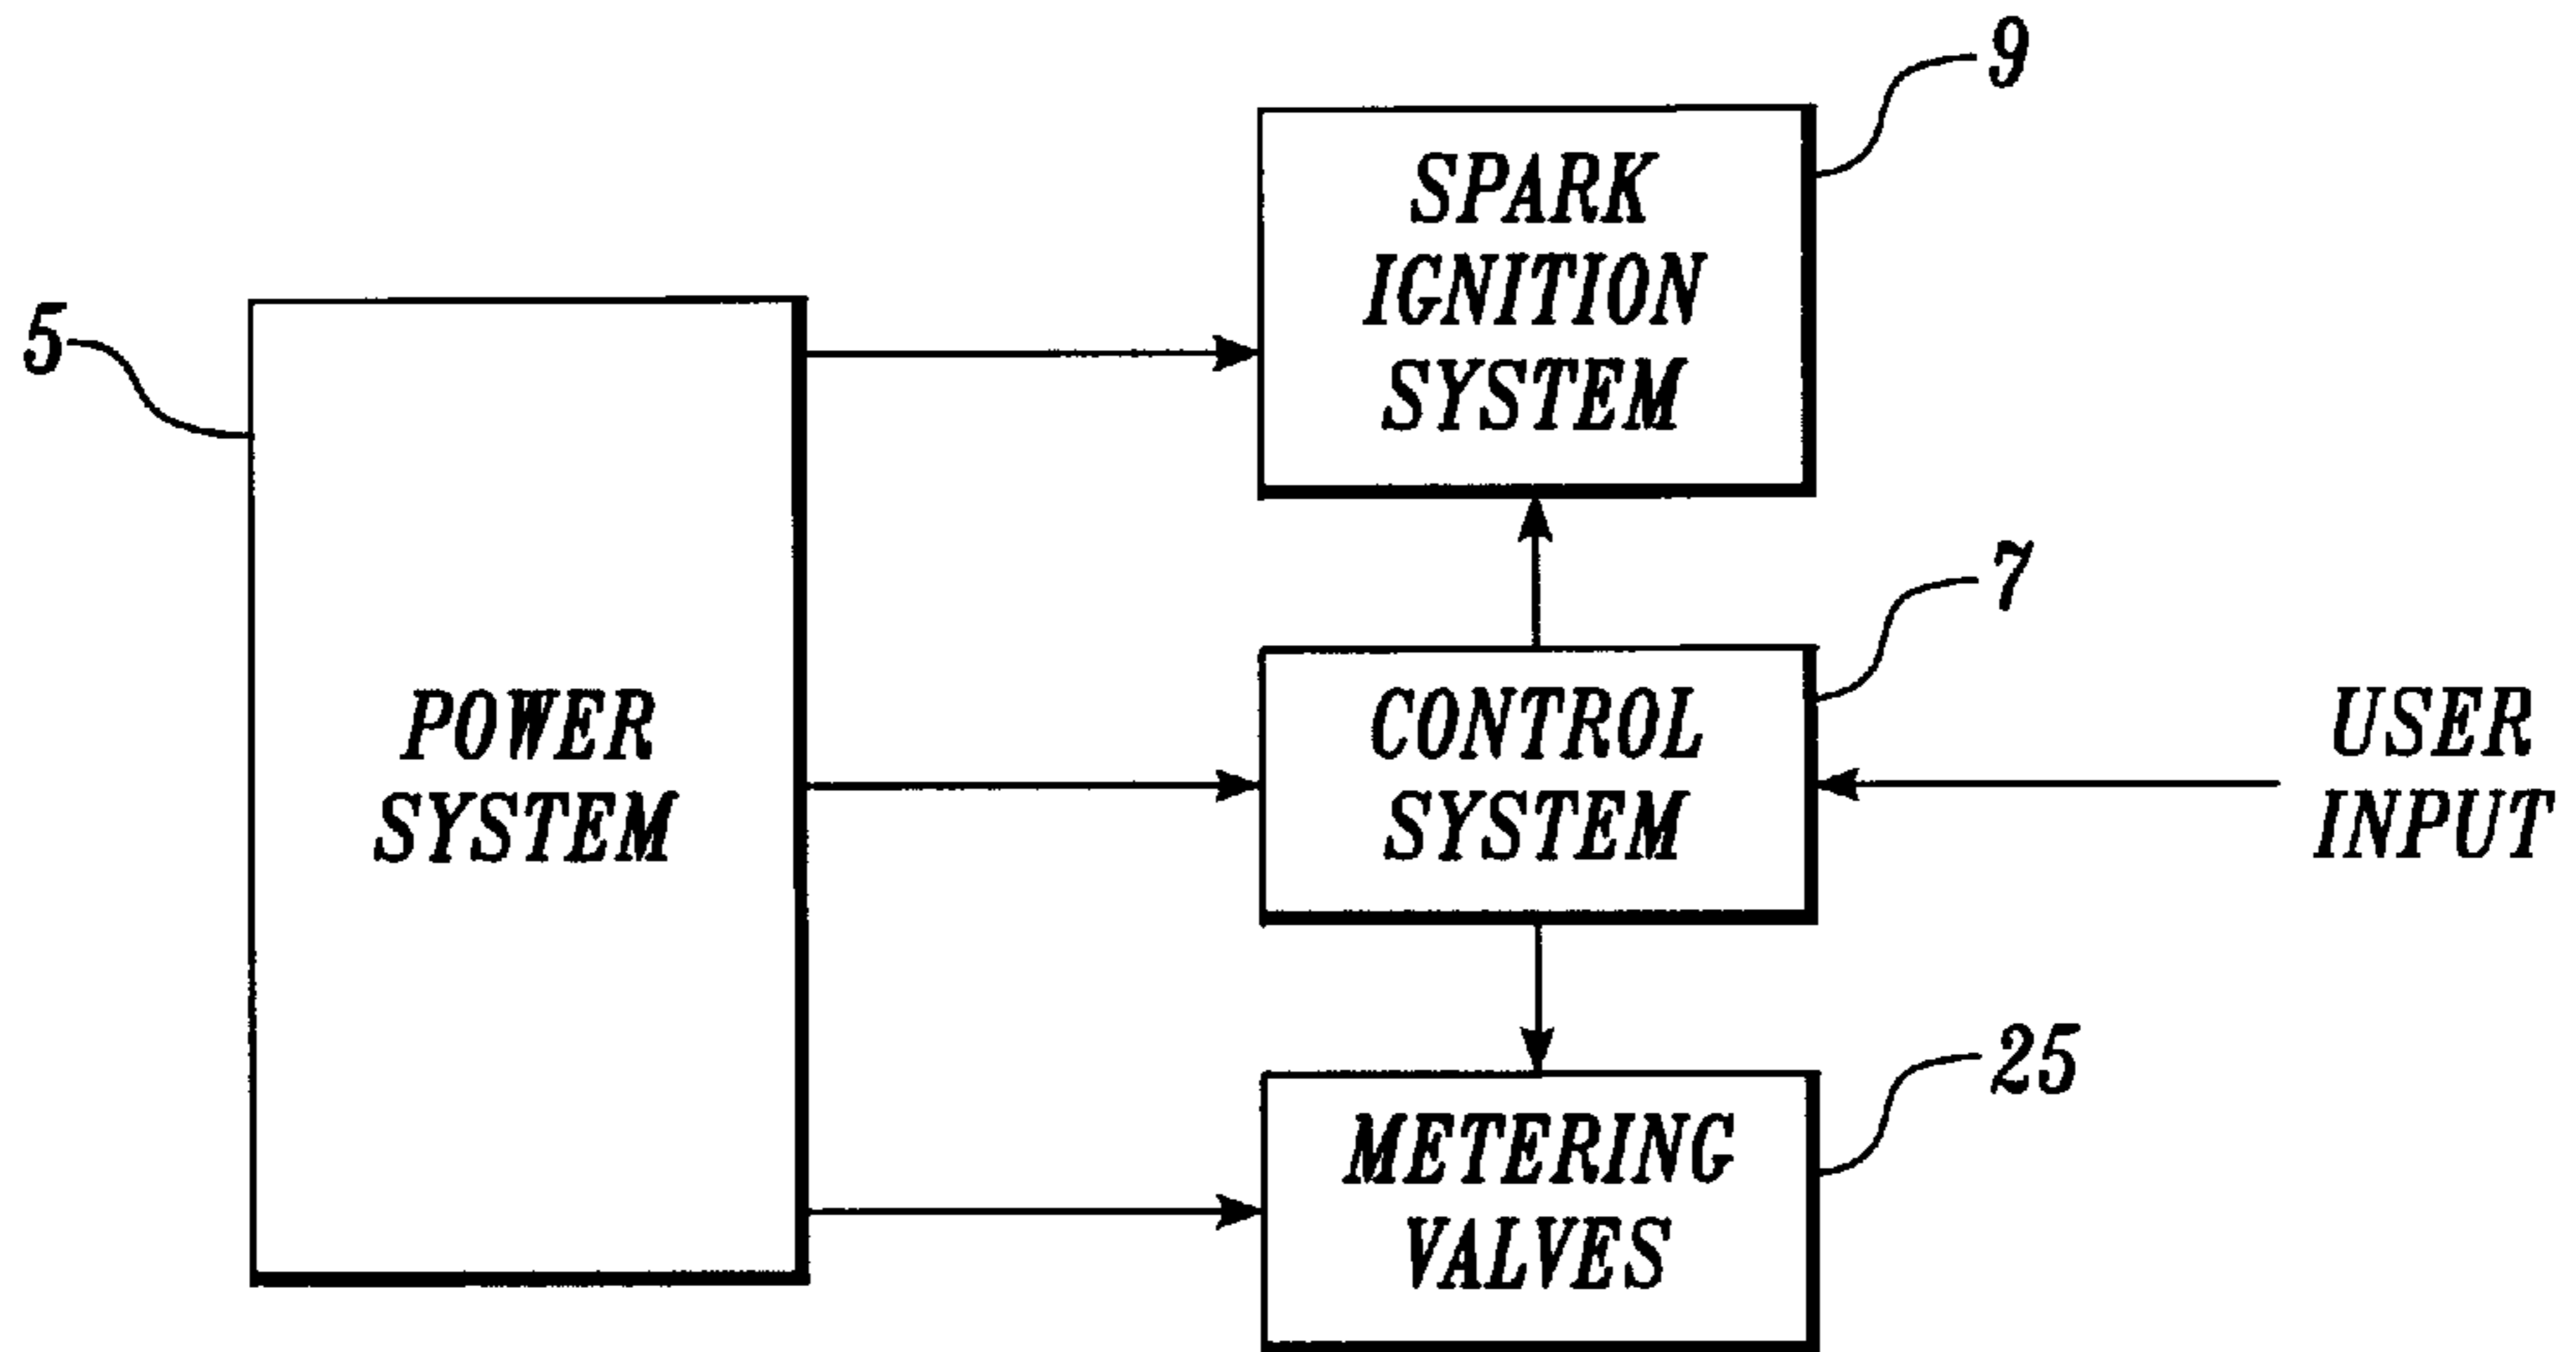 9
SPARK
IGNITION
SYSTEM
5
POWER
SYSTEM
7
CONTROL
SYSTEM
USER
INPUT
25
METERING
VALVES